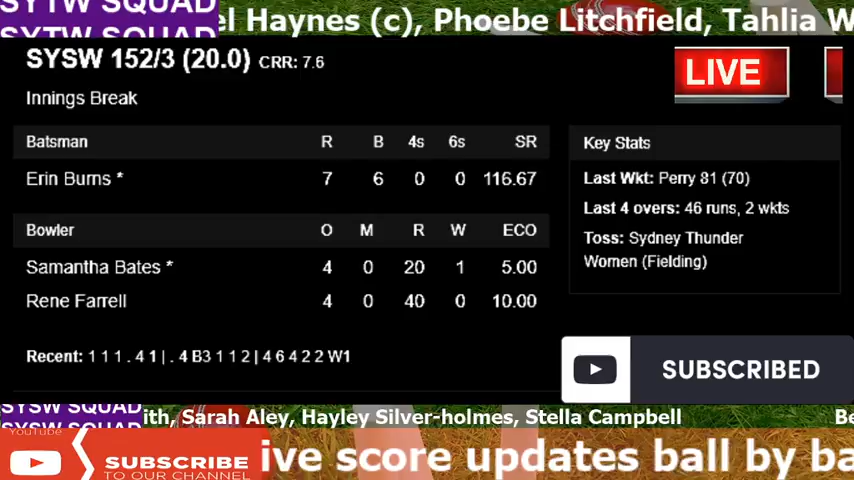 SYTW SQUAD
SYTW SQUAD
el Haynes (c), Phoebe Litchfield, Tahlia W
SYSW 152/3 (20.0) CRR: 7.6
LIVE
Innings Break
Batsman R B 4s 6s SR
Erin Burns * 7 6 0 0 116.67
Bowler O M R W ECO
Samantha Bates * 4 0 20 1 5.00
Rene Farrell 4 0 40 0 10.00
Key Stats
Last Wkt: Perry 81 (70)
Last 4 overs: 46 runs, 2 wkts
Toss: Sydney Thunder
Women (Fielding)
Recent: 1 1 1 . 4 1 | . 4 B3 1 1 2 | 4 6 4 2 2 W1
SUBSCRIBED
SYSW SQUAD
SYSW SQUAD
ith, Sarah Aley, Hayley Silver-holmes, Stella Campbell
Be
YouTube
SUBSCRIBE
TO OUR CHANNEL
ive score updates ball by ba